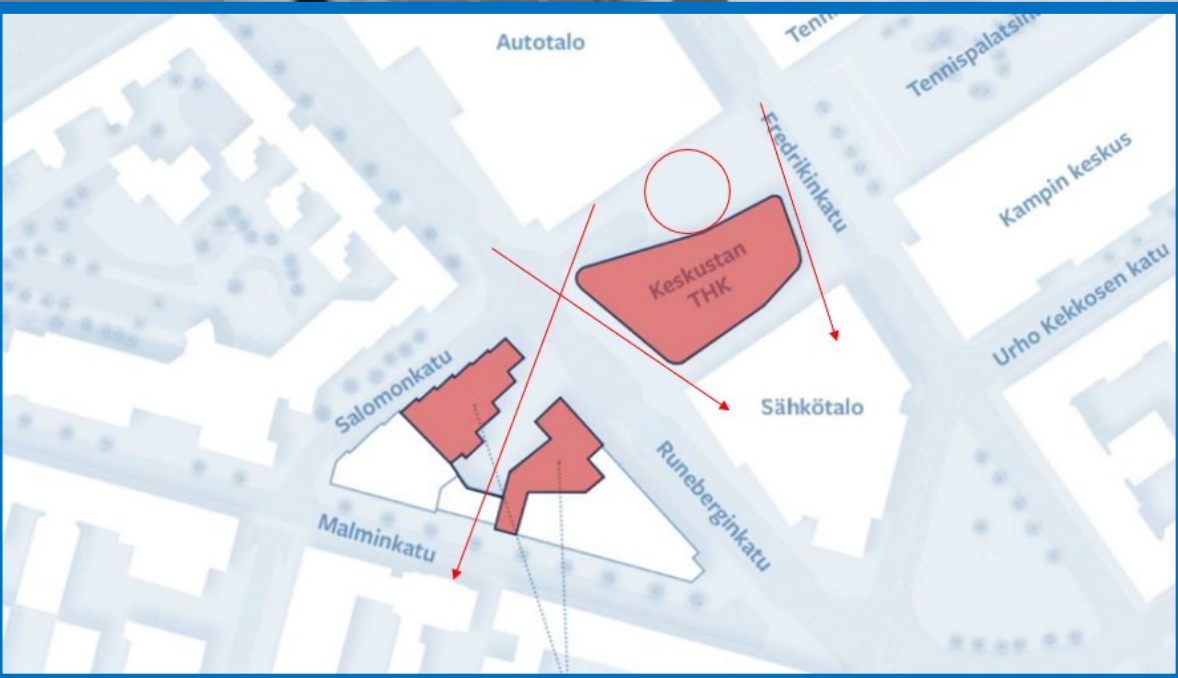 Autotalo
Tennispalatsin
Fredrikinkatu
Kampin keskus
Keskustan
THK
Urho Kekkosen katu
Salomonkatu
Sähkötalo
Runeberginkatu
Malminkatu